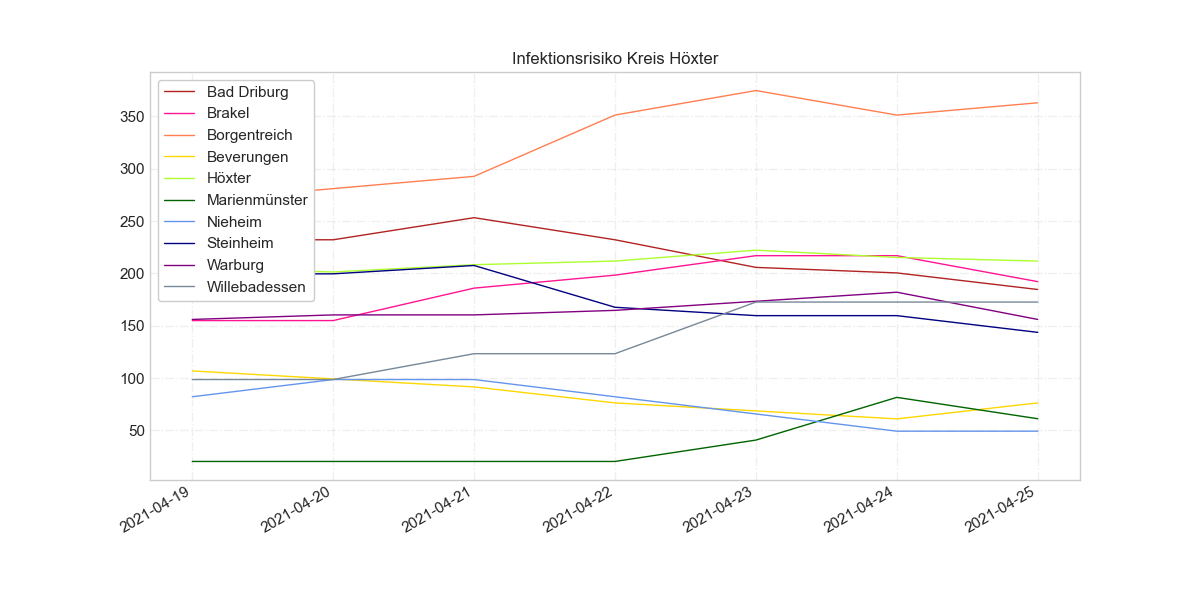 Infektionsrisiko Kreis Höxter
Bad Driburg
Brakel
Borgentreich
Beverungen
Höxter
Marienmünster
Nieheim
Steinheim
Warburg
Willebadessen
350
300
250
200
150
100
50
2021-04-19
2021-04-20
2021-04-21
2021-04-22
2021-04-23
2021-04-24
2021-04-25